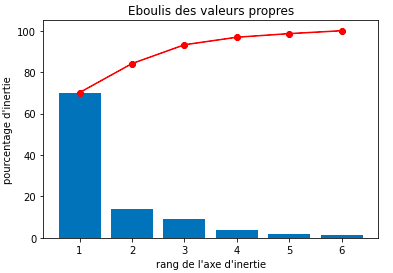 Eboulis des valeurs propres
100
80
60
40
20
0
pourcentage d'inertie
1 2 3 4 5 6
rang de l'axe d'inertie